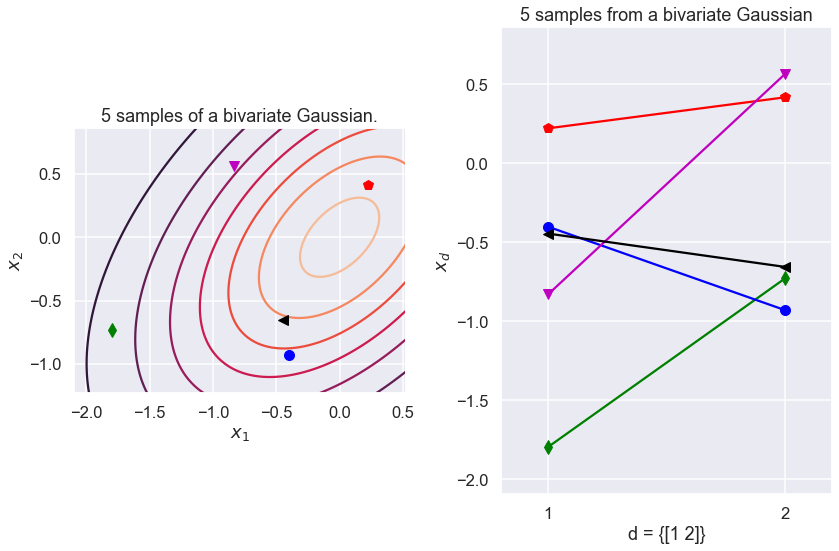 5 samples of a bivariate Gaussian.
0.5
0.0
−0.5
−1.0
x₂
−2.0 −1.5 −1.0 −0.5 0.0 0.5
x₁
5 samples from a bivariate Gaussian
0.5
0.0
−0.5
−1.0
−1.5
−2.0
x_d
1 2
d = {[1 2]}